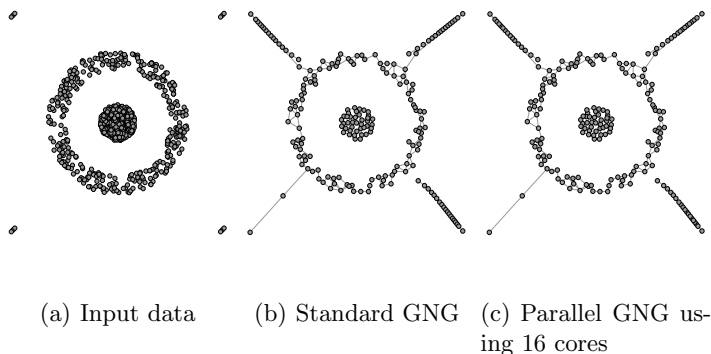 (a) Input data
(b) Standard GNG
(c) Parallel GNG us-
ing 16 cores